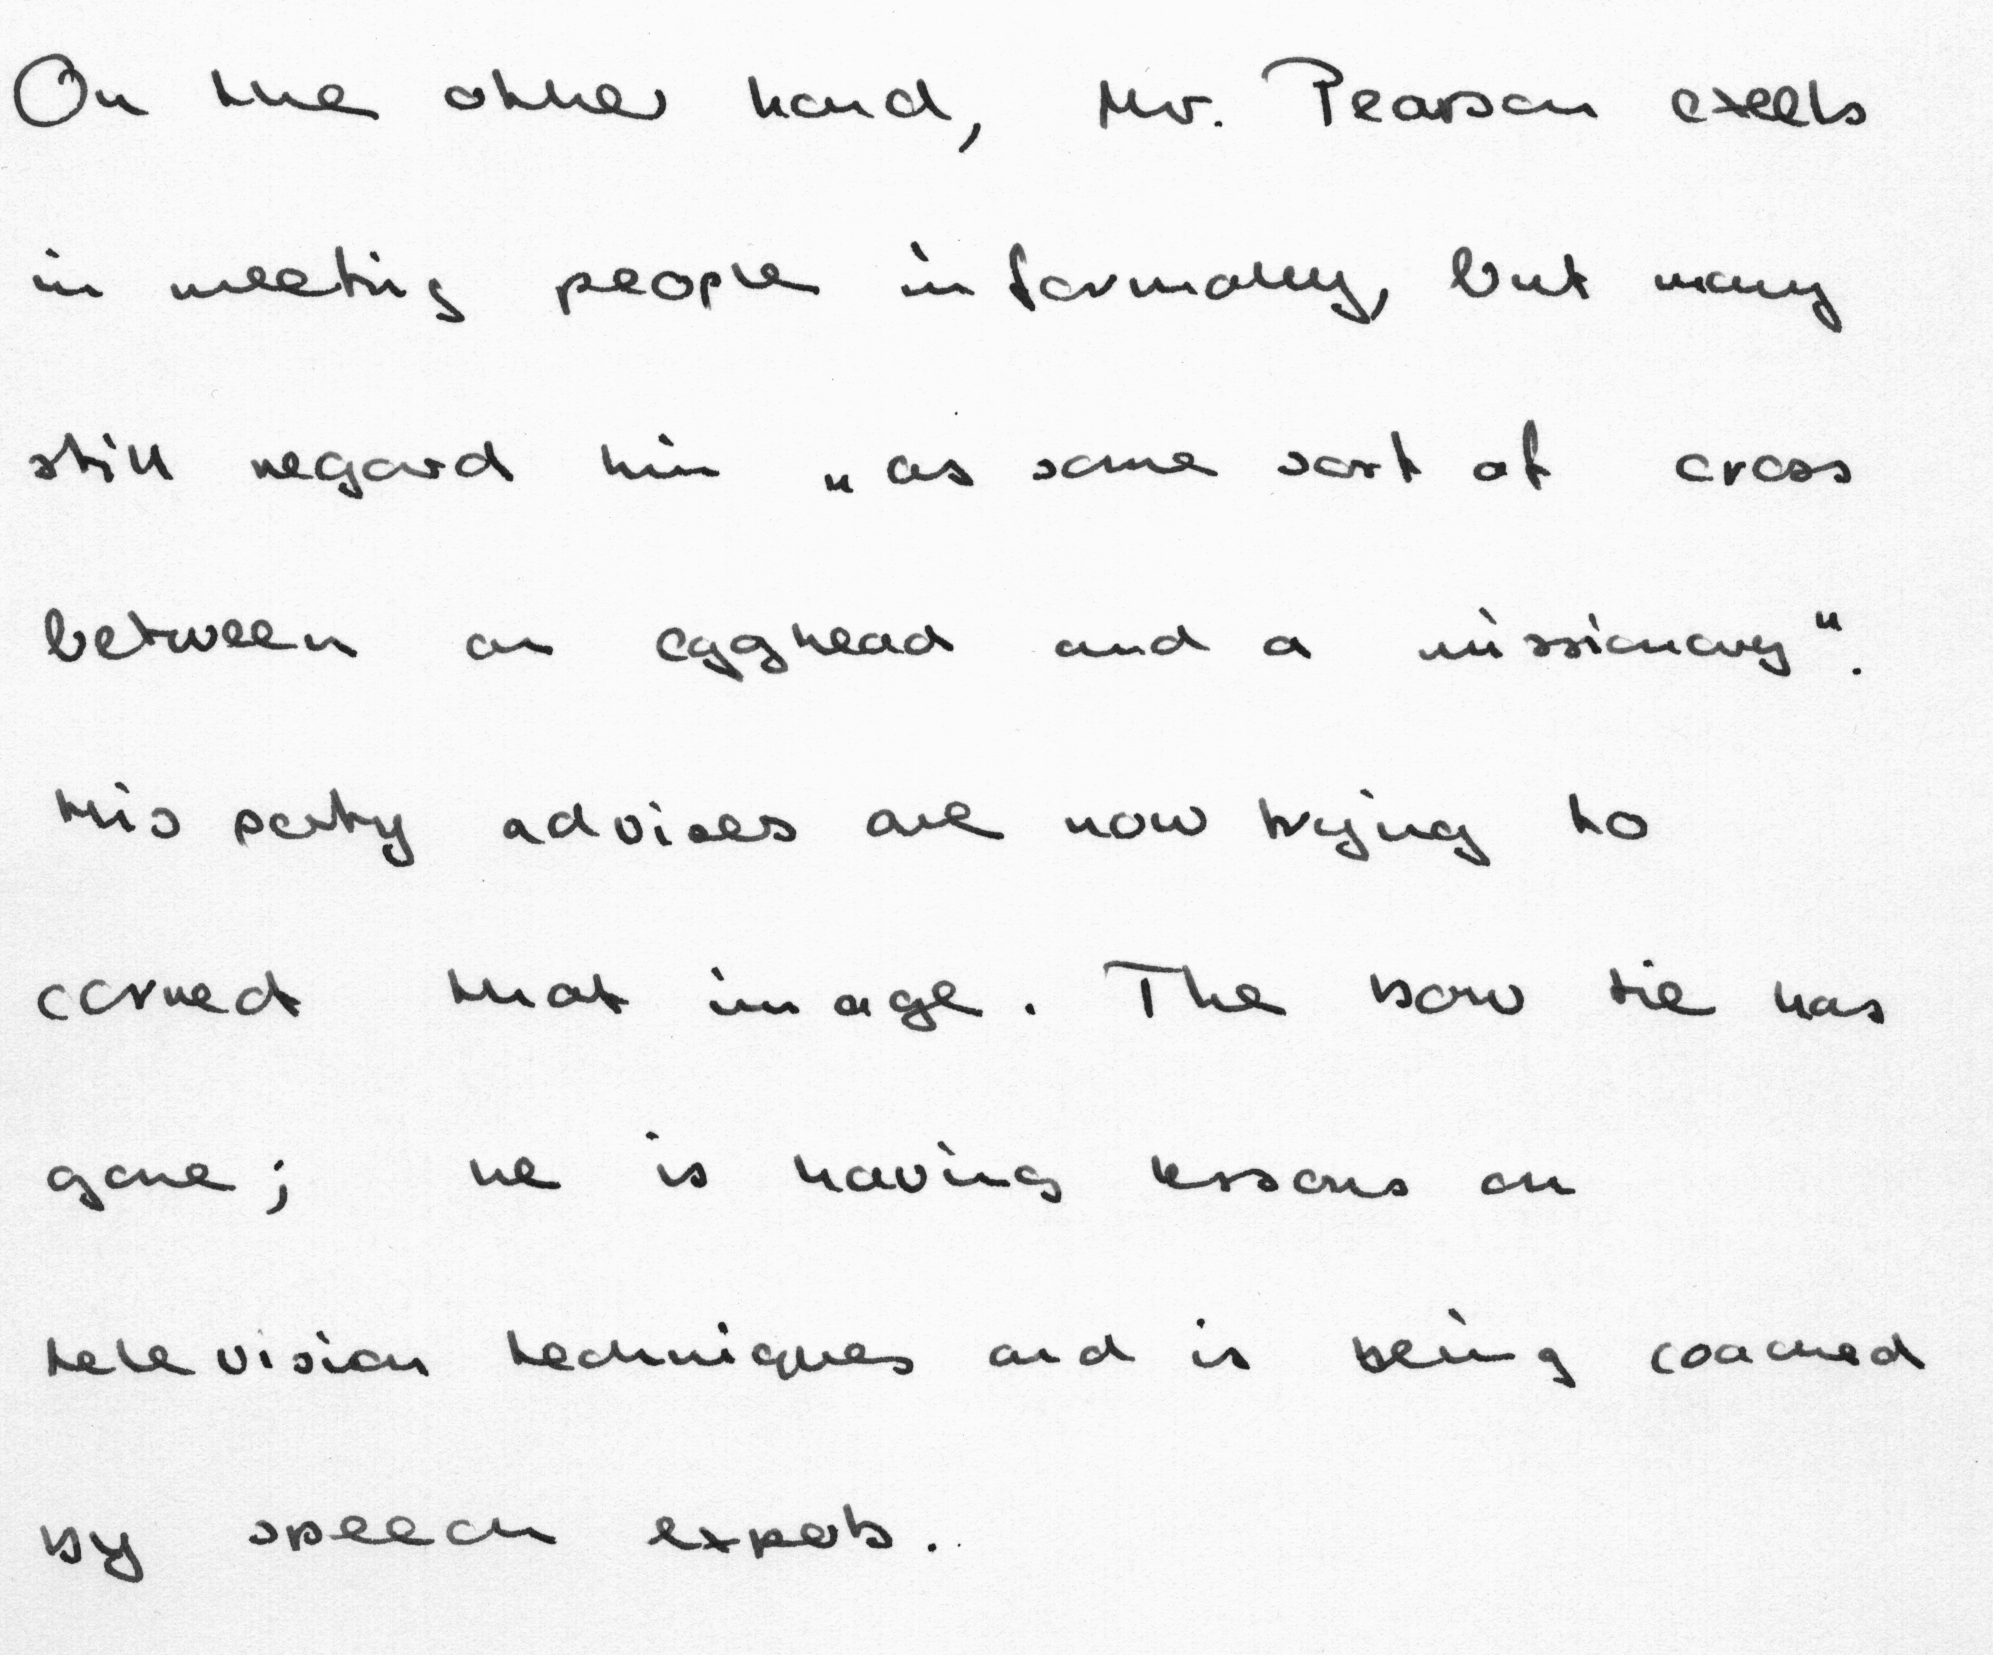 On the other hand, Mr. Pearson exells
in meeting people informally, but many
still regard him „as some sort of cross
between an egghead and a missionary".
His party advises are now trying to
correct that image. The bow tie has
gone; he is having lessons on
television techniques and is being coached
by speech experts.